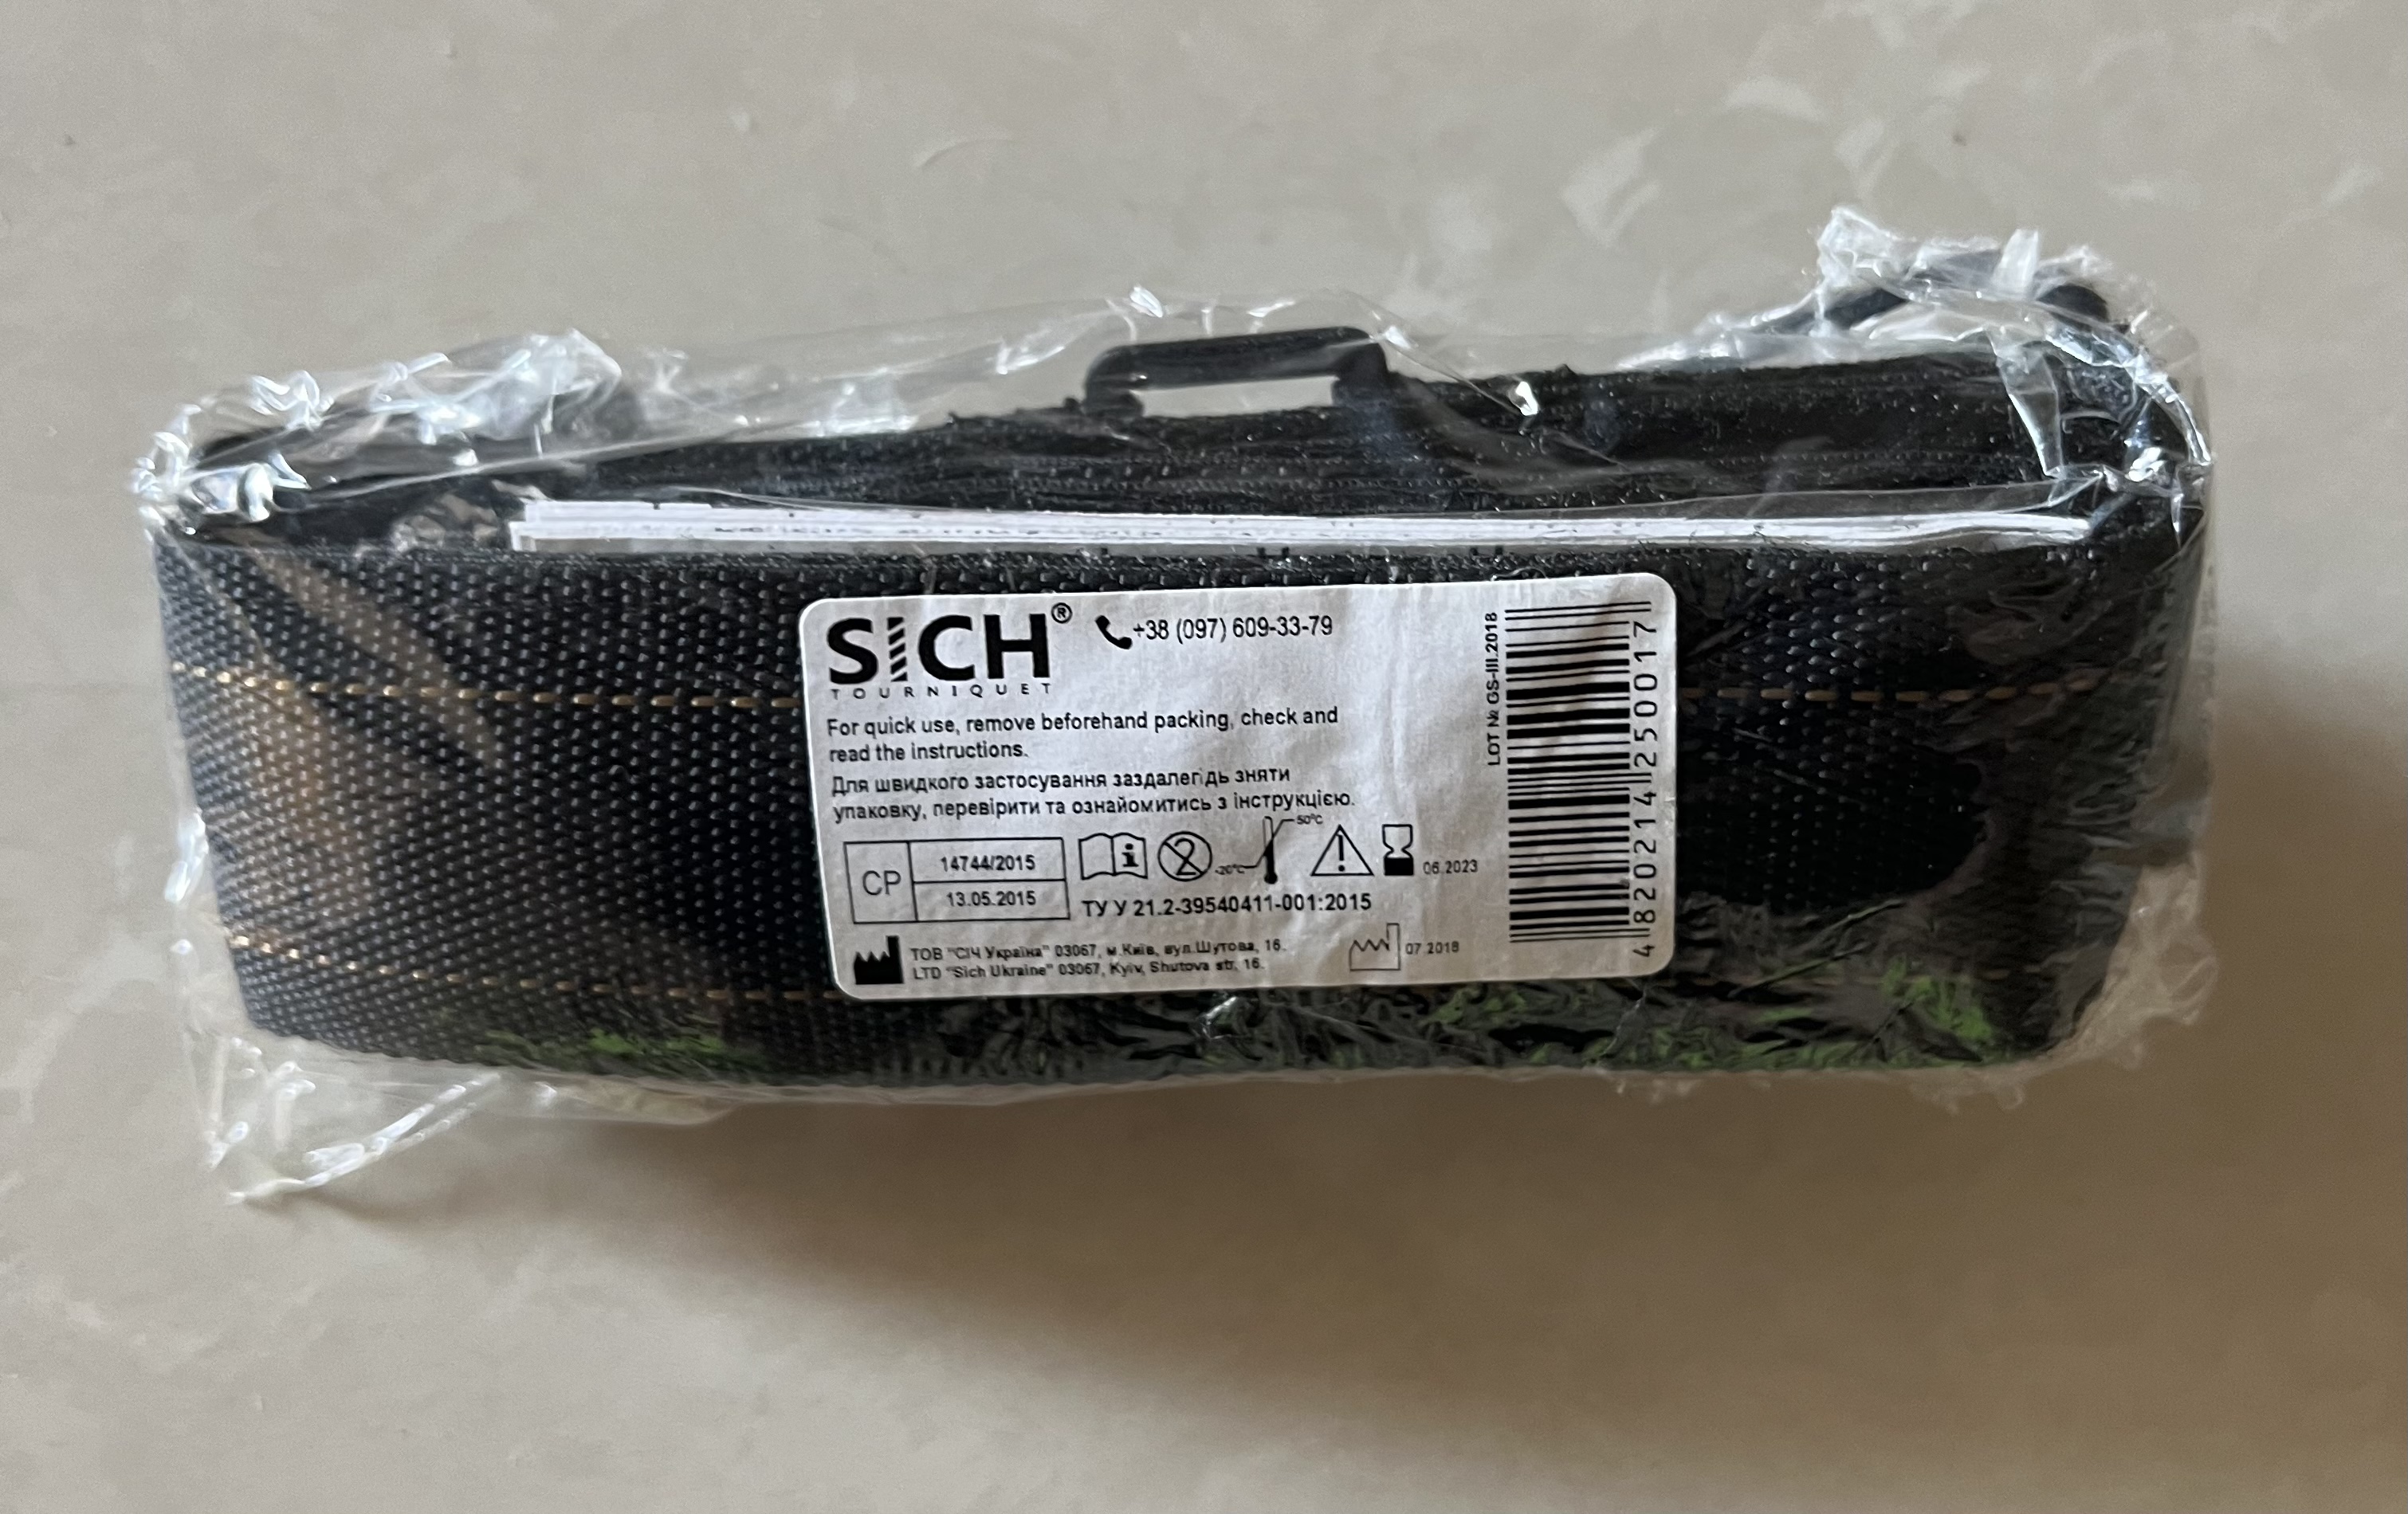 SICH®
TOURNIQUET
+38 (097) 609-33-79
For quick use, remove beforehand packing, check and
read the instructions.
Для швидкого застосування заздалегідь зняти
упаковку, перевірити та ознайомитись з інструкцією.
CP
14744/2015
13.05.2015
-20°C
50°C
06.2023
ТУ У 21.2-39540411-001:2015
ТОВ "СІЧ Україна" 03067, м.Київ, вул.Шутова, 16.
LTD "Sich Ukraine" 03067, Kyiv, Shutova str, 16.
07.2018
LOT № GS-III.2018
4820214250017